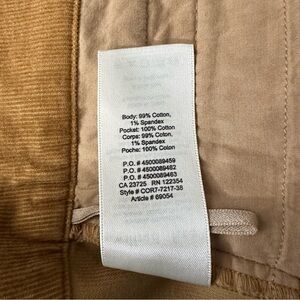 Body: 99% Cotton,
1% Spandex
Pocket: 100% Cotton
Corps: 99% Coton,
1% Spandex
Poche: 100% Coton
P.O. # 4500089459
P.O. # 4500089462
P.O. # 4500089463
CA 23725 RN 122354
Style # COR7-7217-38
Article # 69054